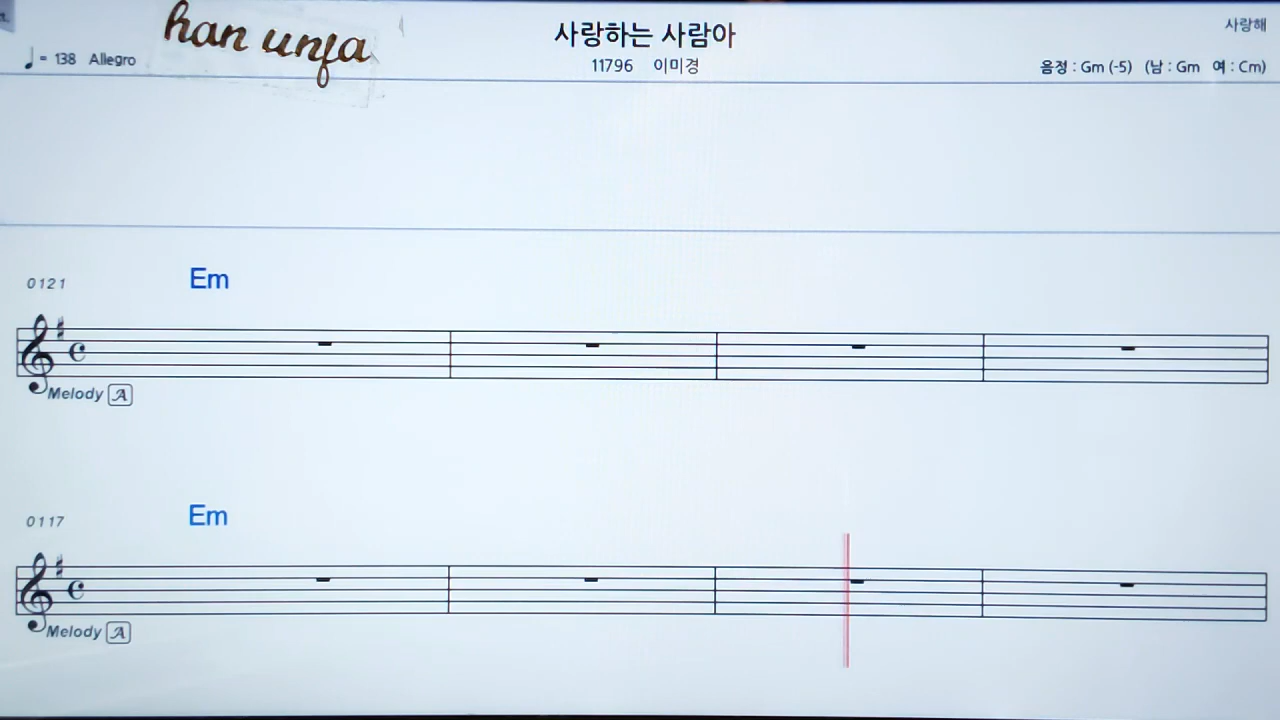 han unja
사랑하는 사람아
사랑해
♩ = 138 Allegro
11796 이미경
음정 : Gm (-5) (남 : Gm 여 : Cm)
0121
Em
Melody A
0117
Em
Melody A